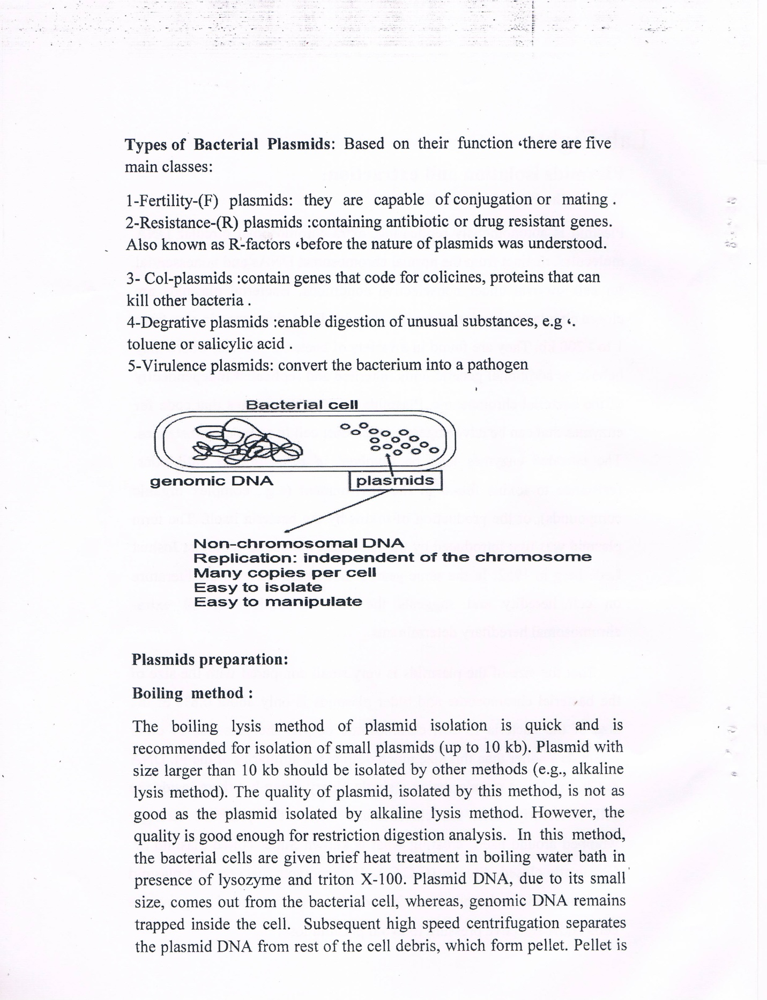 Types of Bacterial Plasmids: Based on their function ،there are five
main classes:
1-Fertility-(F) plasmids: they are capable of conjugation or mating .
2-Resistance-(R) plasmids :containing antibiotic or drug resistant genes.
Also known as R-factors ،before the nature of plasmids was understood.
3- Col-plasmids :contain genes that code for colicines, proteins that can
kill other bacteria .
4-Degrative plasmids :enable digestion of unusual substances, e.g ،.
toluene or salicylic acid .
5-Virulence plasmids: convert the bacterium into a pathogen
Bacterial cell
genomic DNA
plasmids
Non-chromosomal DNA
Replication: independent of the chromosome
Many copies per cell
Easy to isolate
Easy to manipulate
Plasmids preparation:
Boiling method :
The boiling lysis method of plasmid isolation is quick and is
recommended for isolation of small plasmids (up to 10 kb). Plasmid with
size larger than 10 kb should be isolated by other methods (e.g., alkaline
lysis method). The quality of plasmid, isolated by this method, is not as
good as the plasmid isolated by alkaline lysis method. However, the
quality is good enough for restriction digestion analysis. In this method,
the bacterial cells are given brief heat treatment in boiling water bath in
presence of lysozyme and triton X-100. Plasmid DNA, due to its small
size, comes out from the bacterial cell, whereas, genomic DNA remains
trapped inside the cell. Subsequent high speed centrifugation separates
the plasmid DNA from rest of the cell debris, which form pellet. Pellet is